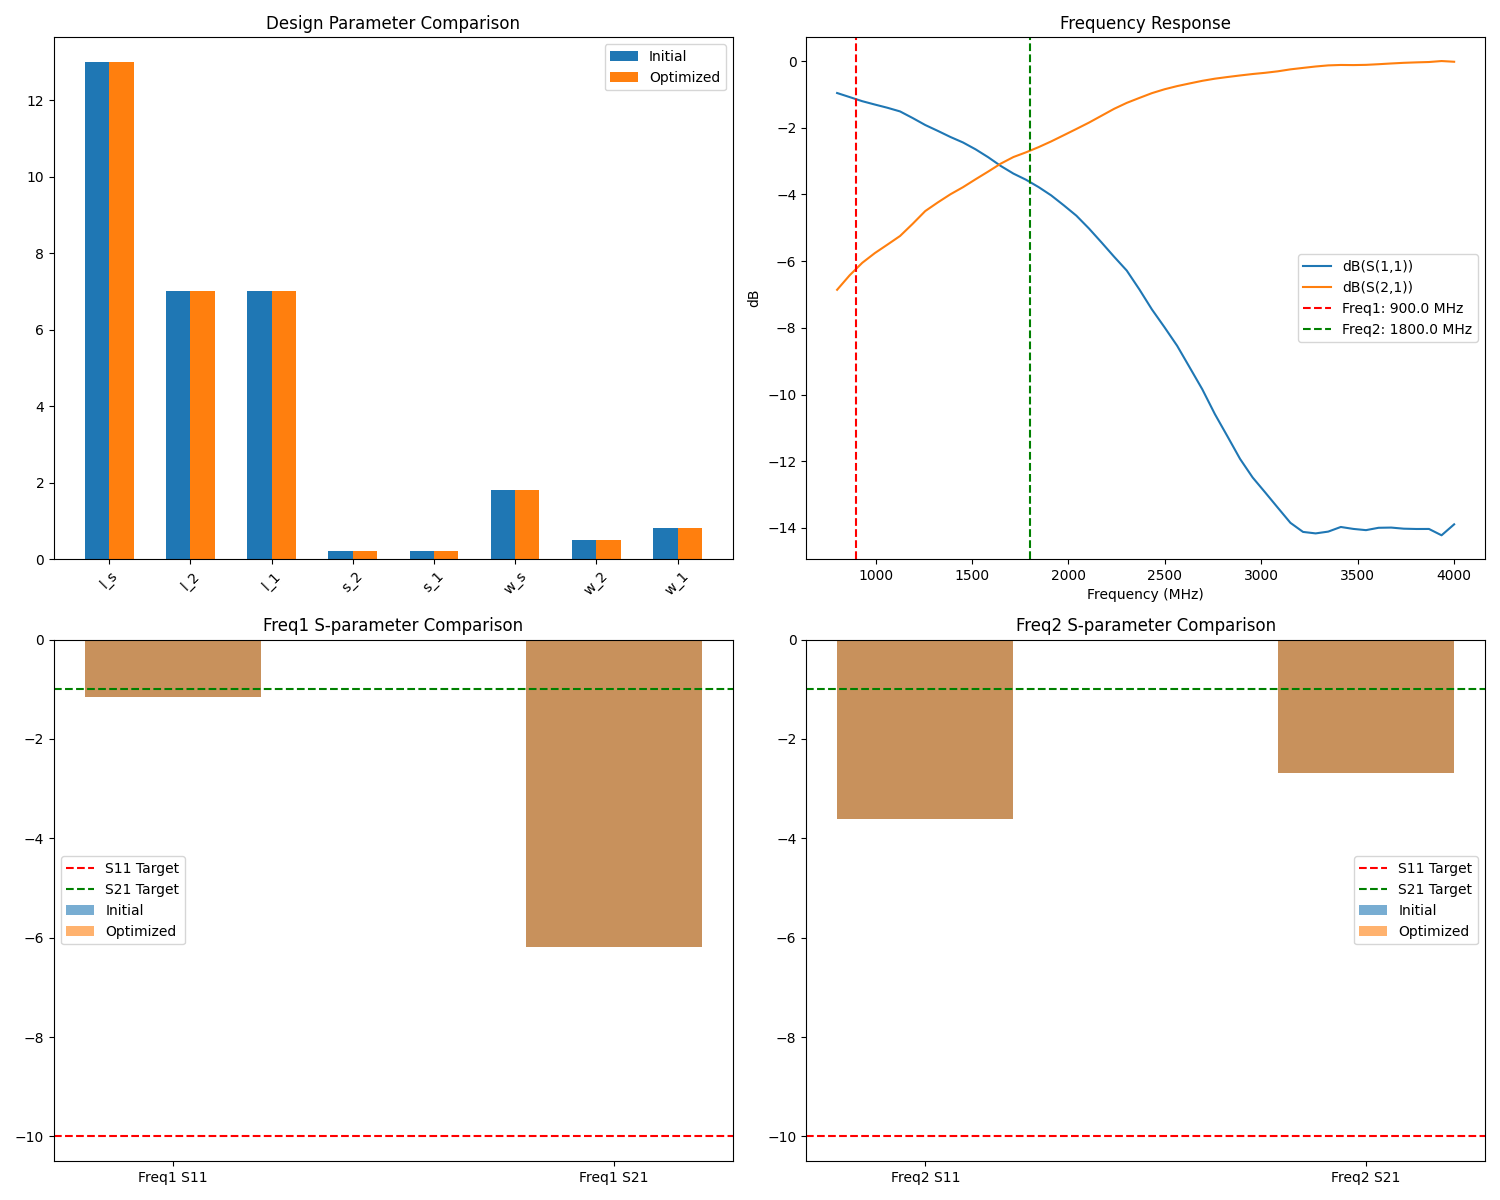 Design Parameter Comparison
12
10
8
6
4
2
0
Initial
Optimized
l_s
l_2
l_1
s_2
s_1
w_s
w_2
w_1
Frequency Response
dB
0
−2
−4
−6
−8
−10
−12
−14
dB(S(1,1))
dB(S(2,1))
Freq1: 900.0 MHz
Freq2: 1800.0 MHz
1000
1500
2000
2500
3000
3500
4000
Frequency (MHz)
Freq1 S-parameter Comparison
0
−2
−4
−6
−8
−10
S11 Target
S21 Target
Initial
Optimized
Freq1 S11
Freq1 S21
Freq2 S-parameter Comparison
0
−2
−4
−6
−8
−10
S11 Target
S21 Target
Initial
Optimized
Freq2 S11
Freq2 S21